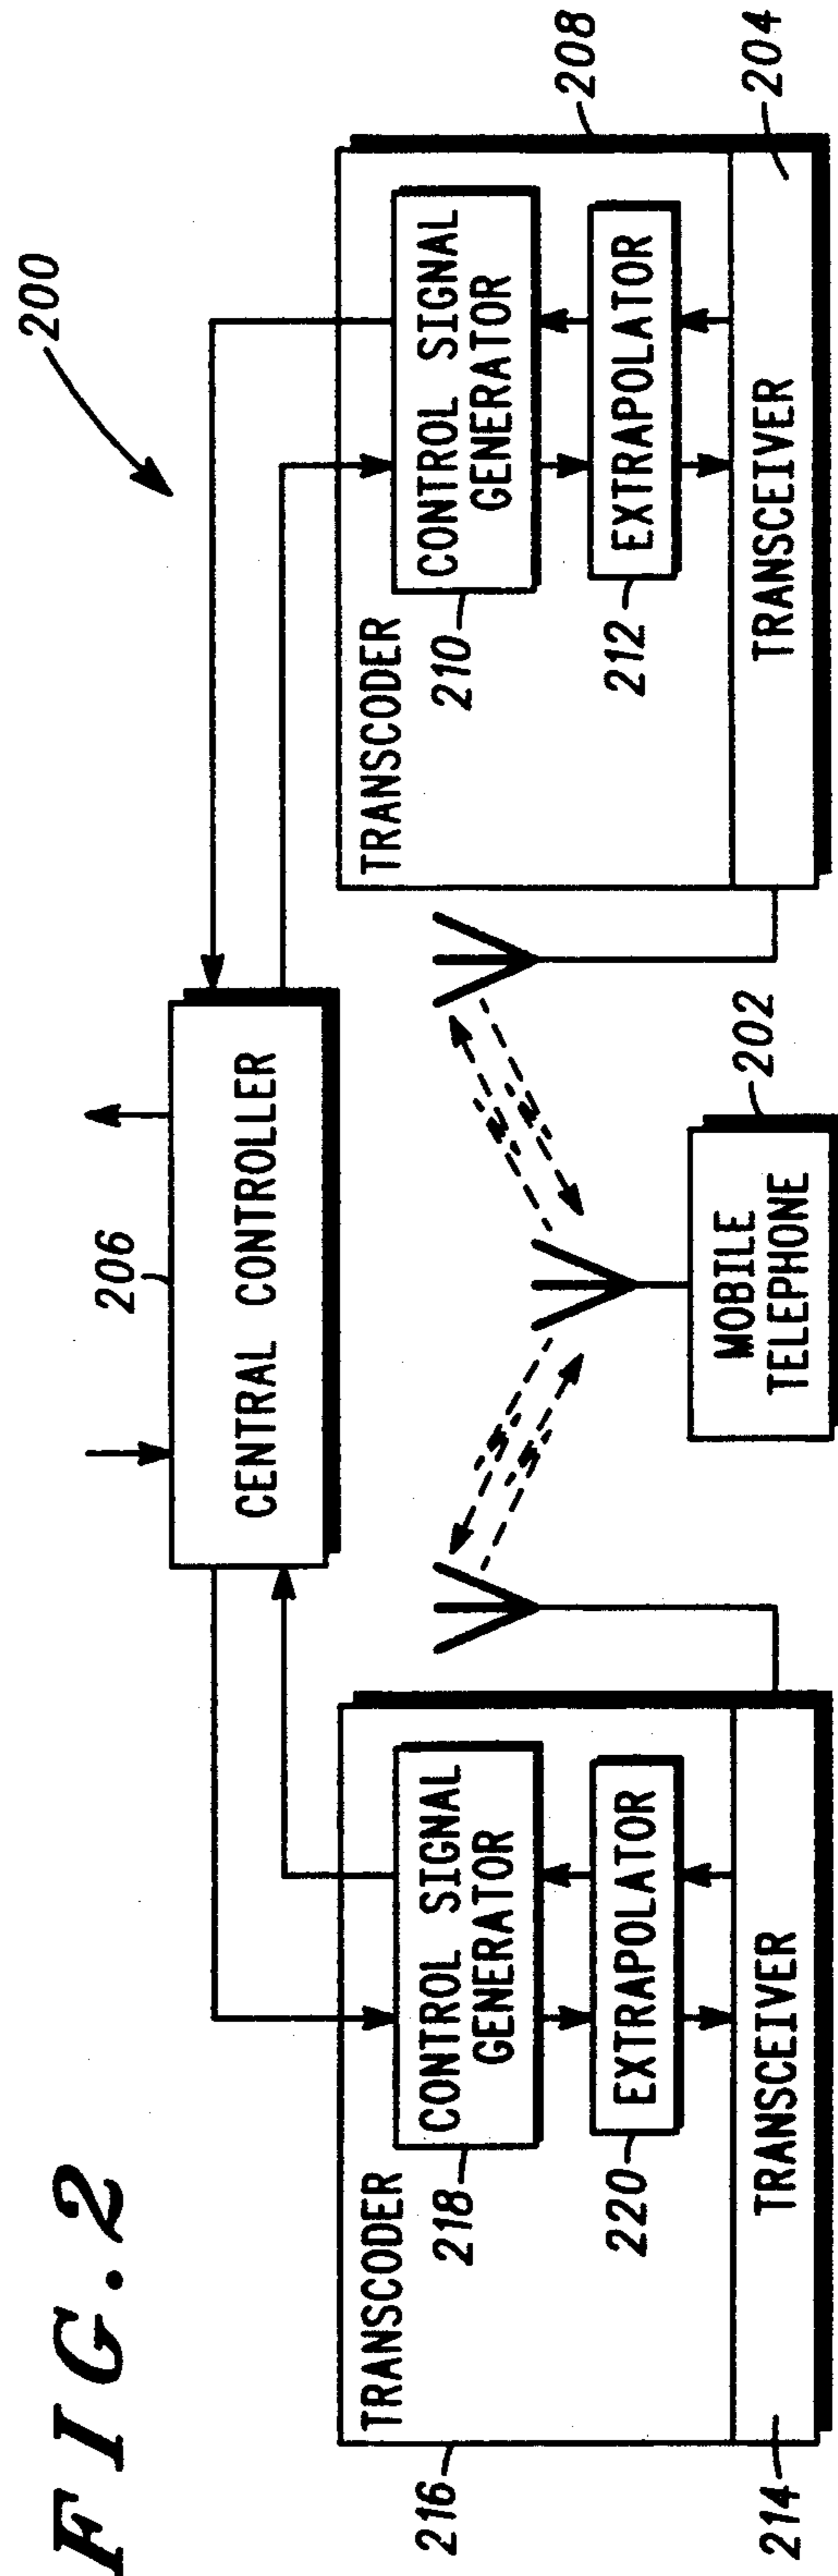 FIG.2
200
206
CENTRAL CONTROLLER
TRANSCODER
216
CONTROL SIGNAL
GENERATOR
218
EXTRAPOLATOR
220
TRANSCEIVER
214
MOBILE
TELEPHONE
202
TRANSCODER
208
CONTROL SIGNAL
GENERATOR
210
EXTRAPOLATOR
212
TRANSCEIVER
204